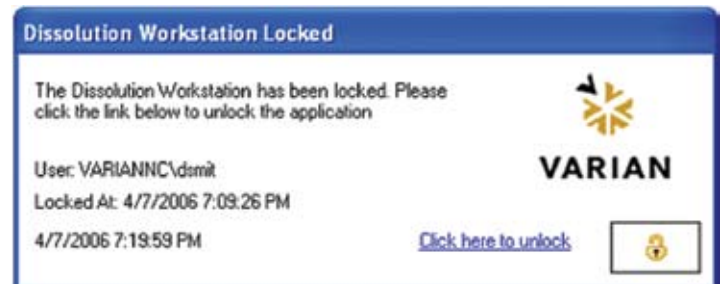 Dissolution Workstation Locked
The Dissolution Workstation has been locked. Please
click the link below to unlock the application
VARIAN
User: VARIANNC\dsmit
Locked At: 4/7/2006 7:09:26 PM
4/7/2006 7:19:59 PM
Click here to unlock